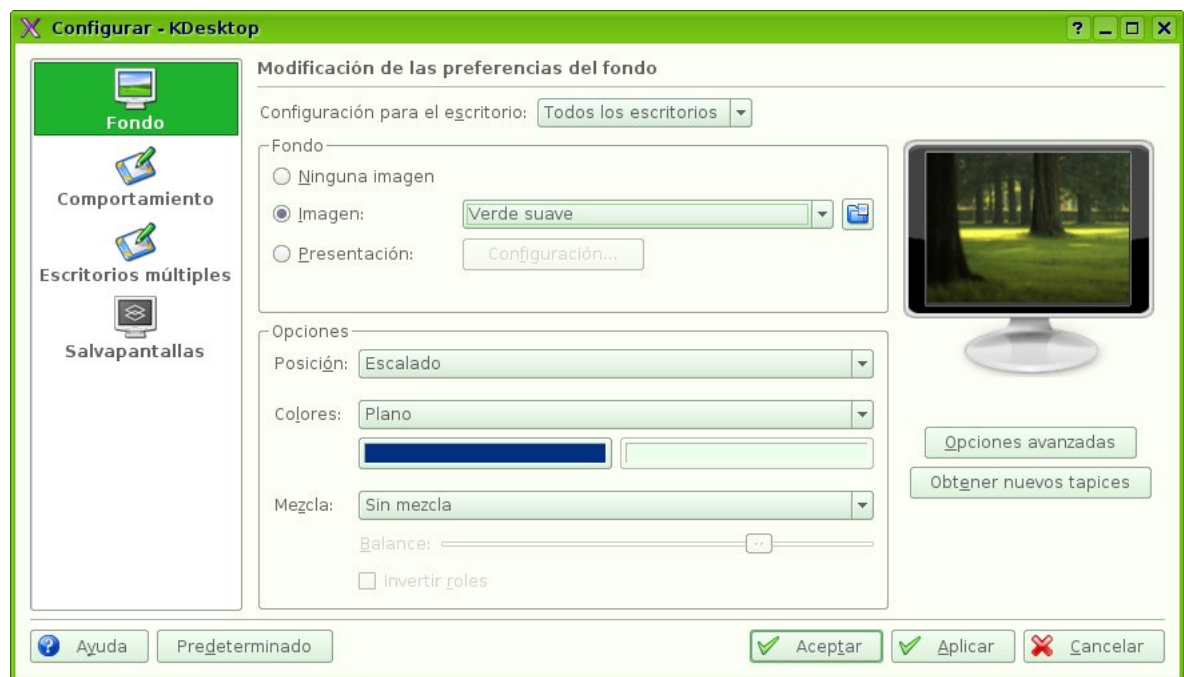 Configurar - KDesktop
Fondo
Comportamiento
Escritorios múltiples
Salvapantallas
Modificación de las preferencias del fondo
Configuración para el escritorio: Todos los escritorios
Fondo
Ninguna imagen
Imagen: Verde suave
Presentación: Configuración...
Opciones
Posición: Escalado
Colores: Plano
Mezcla: Sin mezcla
Balance:
Invertir roles
Opciones avanzadas
Obtener nuevos tapices
Ayuda Predeterminado Aceptar Aplicar Cancelar